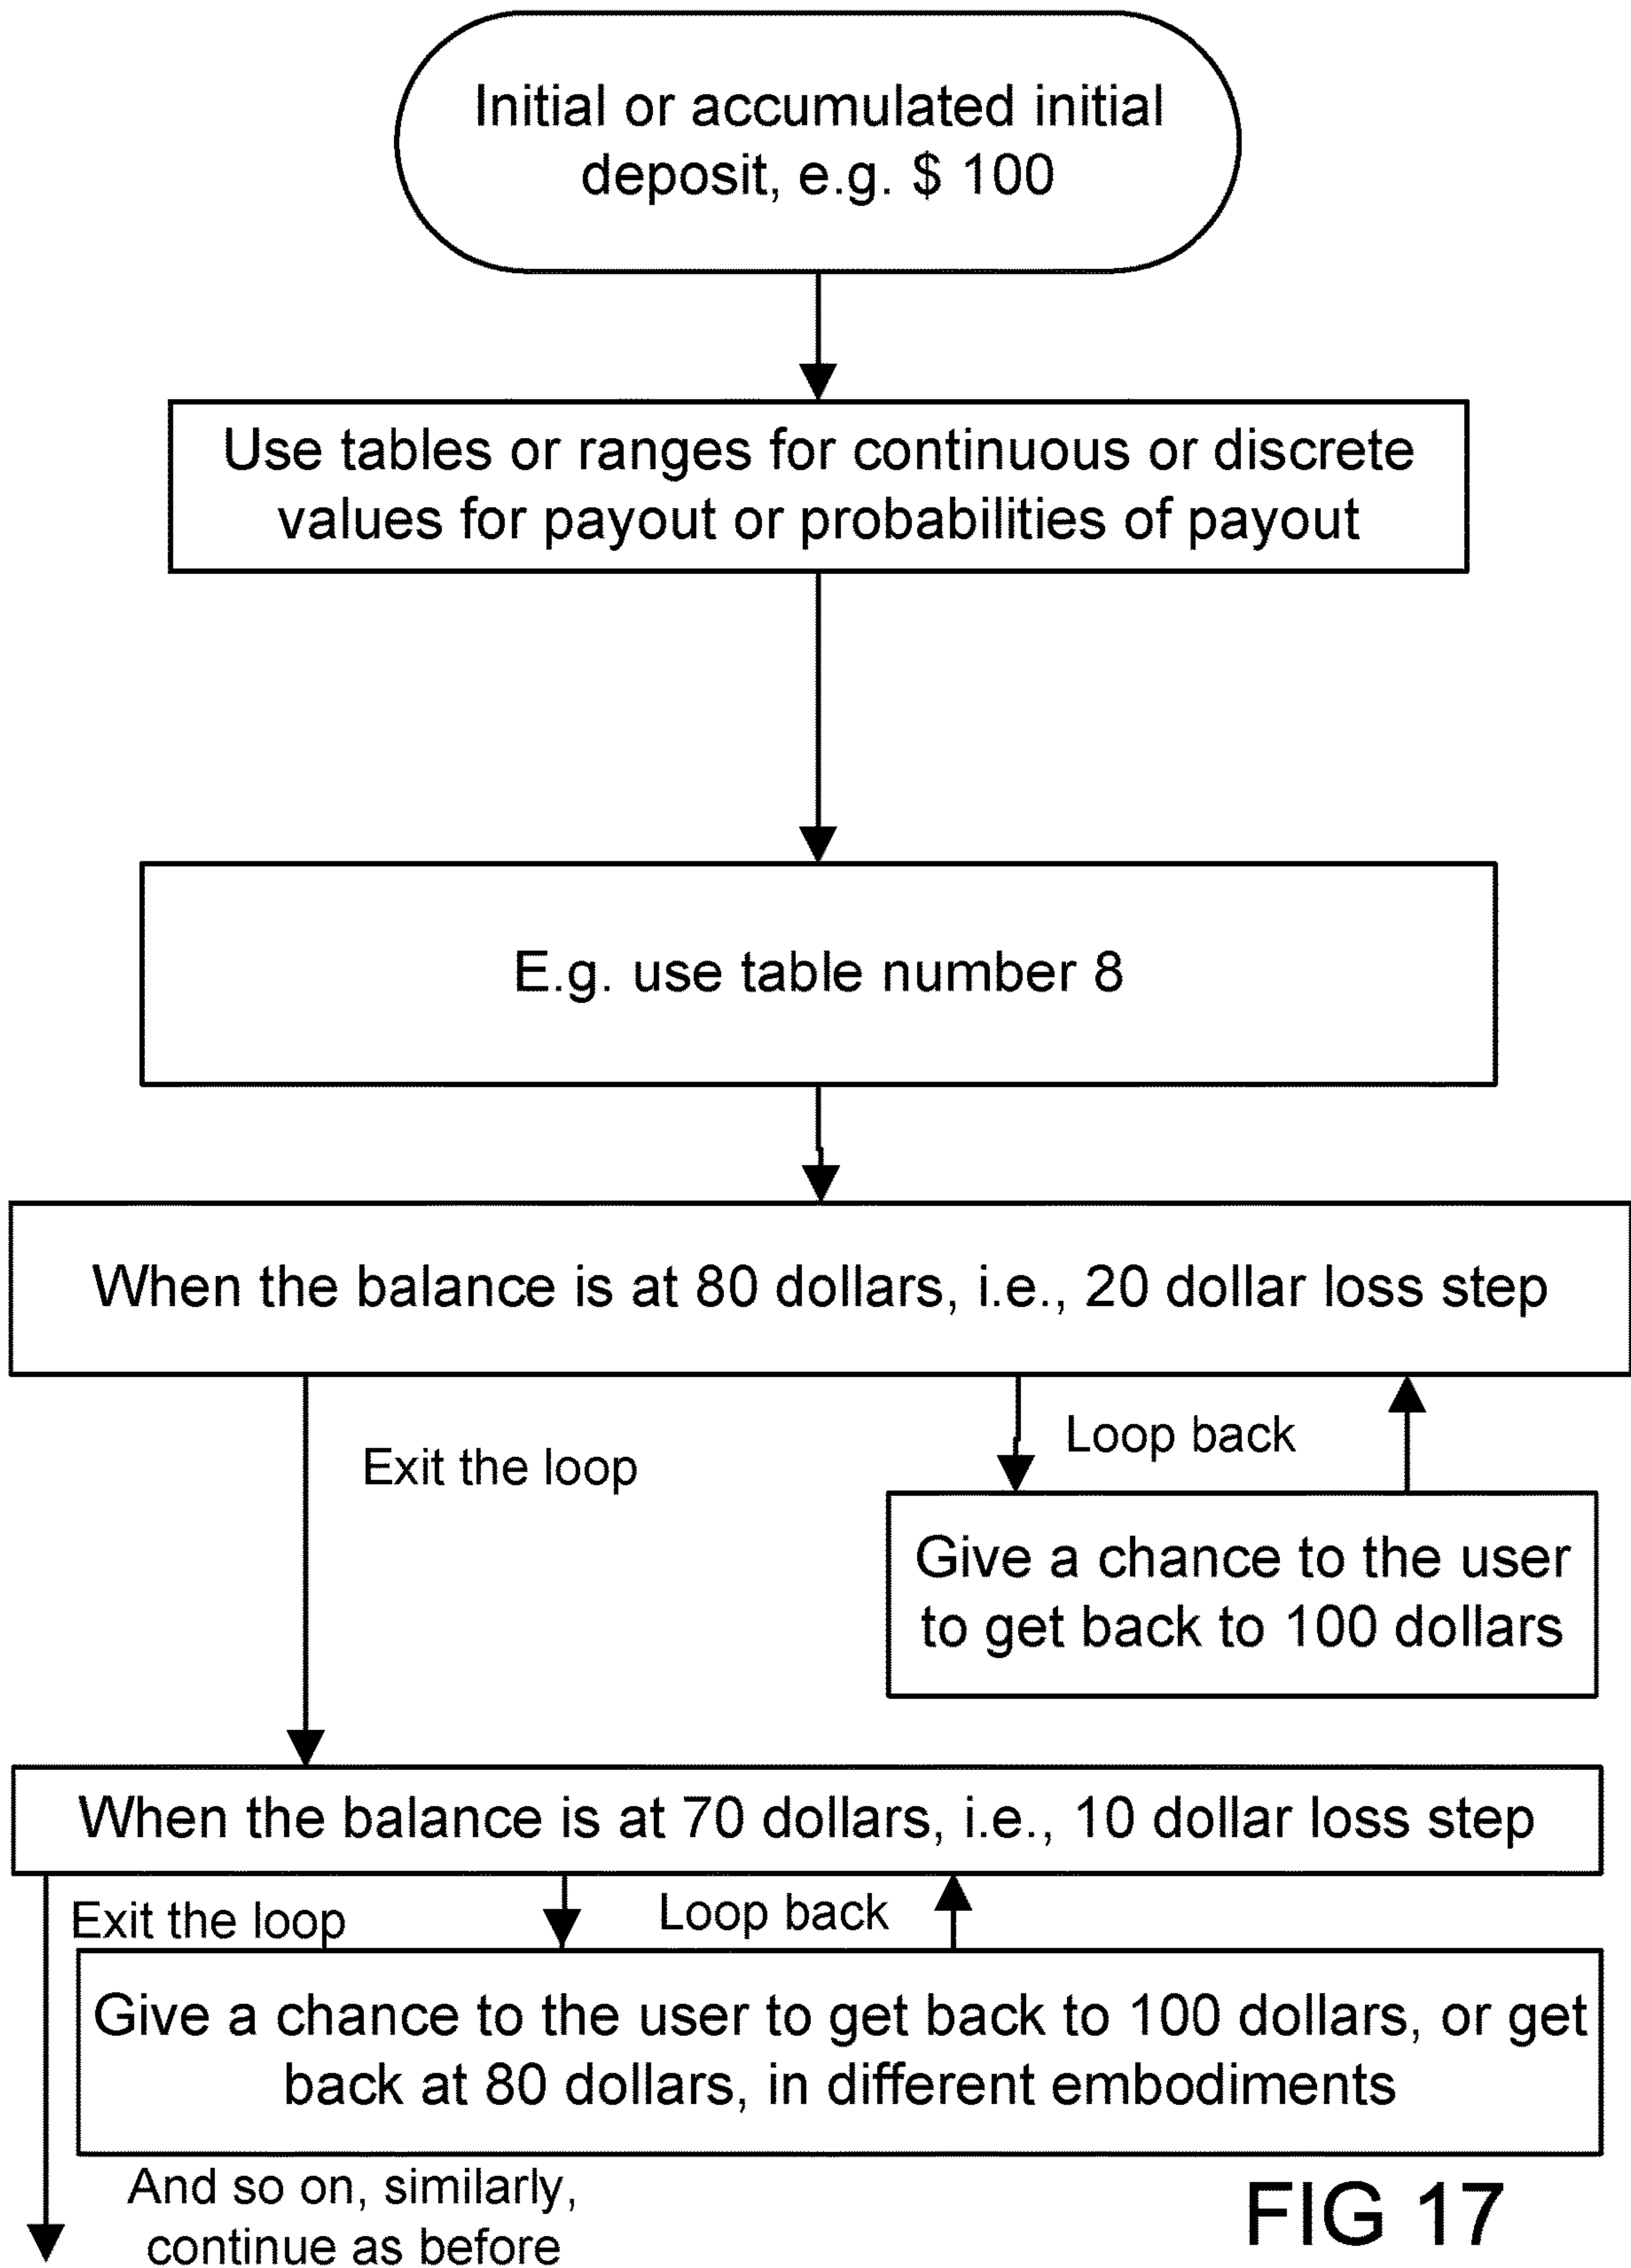 Initial or accumulated initial
deposit, e.g. $ 100
Use tables or ranges for continuous or discrete
values for payout or probabilities of payout
E.g. use table number 8
When the balance is at 80 dollars, i.e., 20 dollar loss step
Loop back
Exit the loop
Give a chance to the user
to get back to 100 dollars
When the balance is at 70 dollars, i.e., 10 dollar loss step
Exit the loop
Loop back
Give a chance to the user to get back to 100 dollars, or get
back at 80 dollars, in different embodiments
And so on, similarly,
continue as before
FIG 17